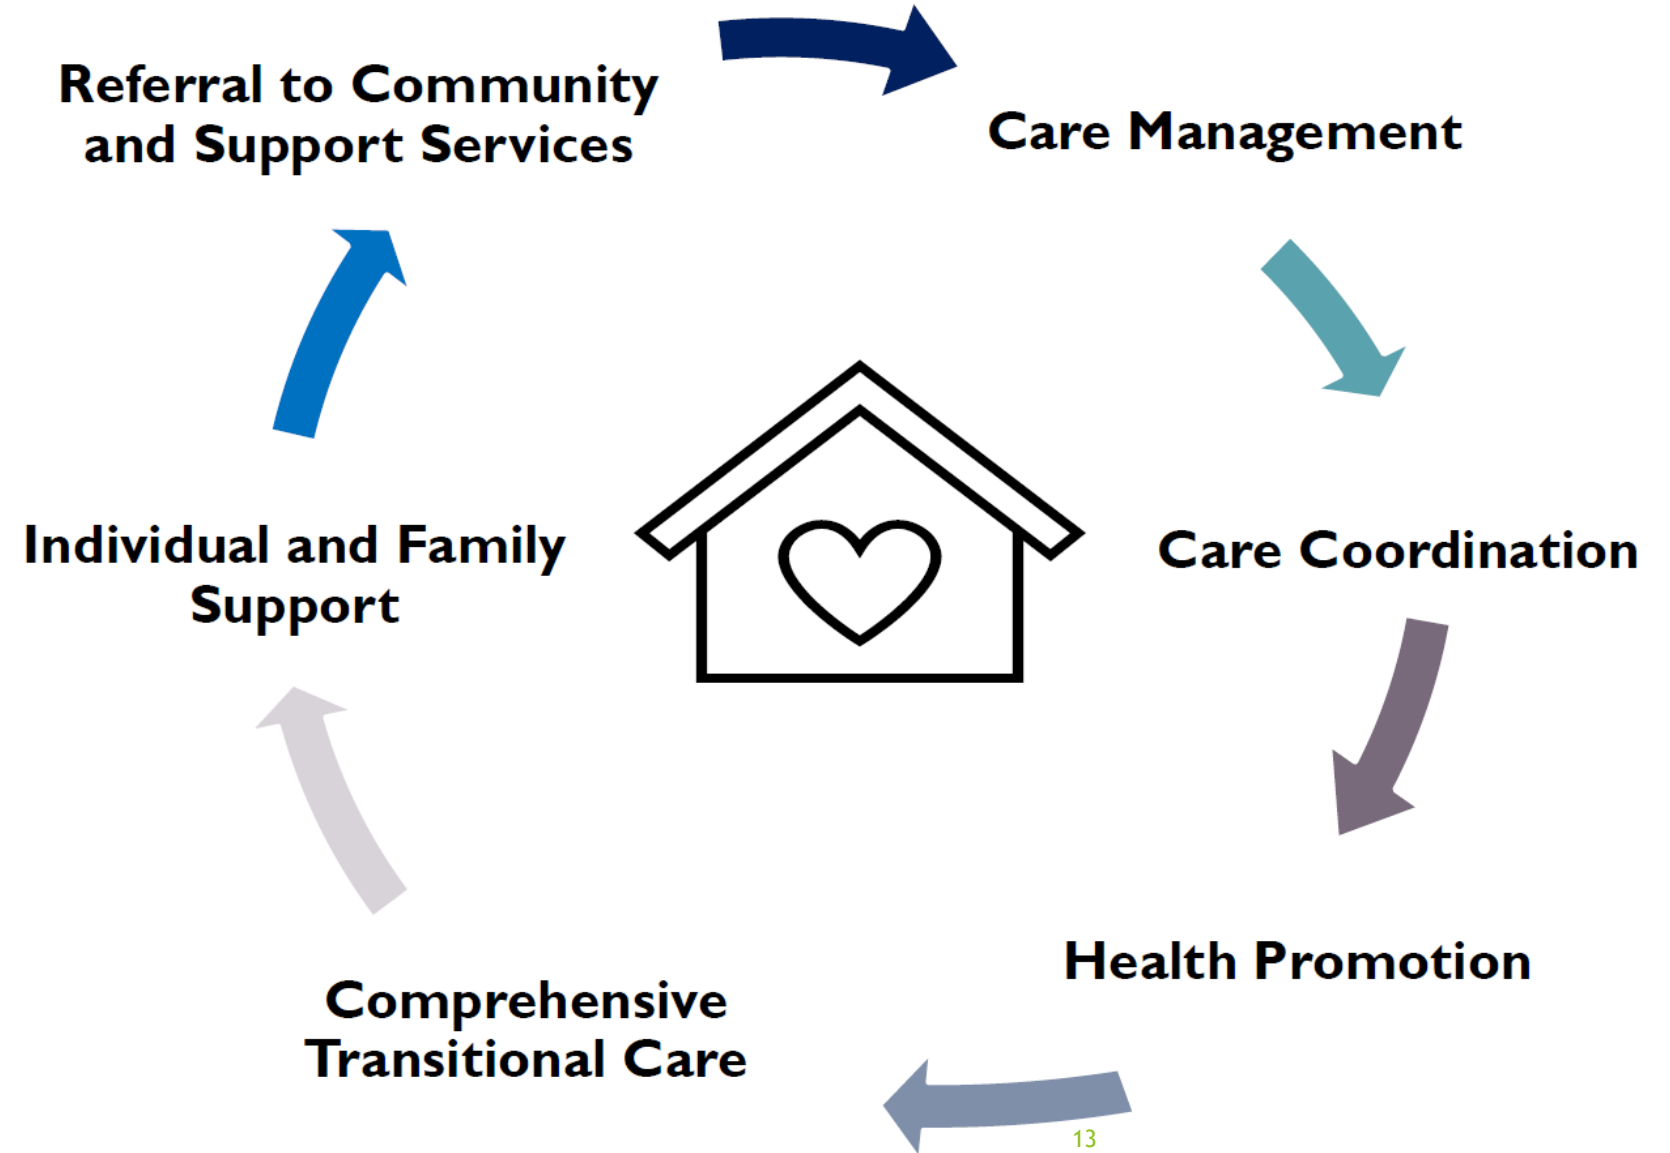 Referral to Community
and Support Services
Care Management
Individual and Family
Support
Care Coordination
Health Promotion
Comprehensive
Transitional Care
13